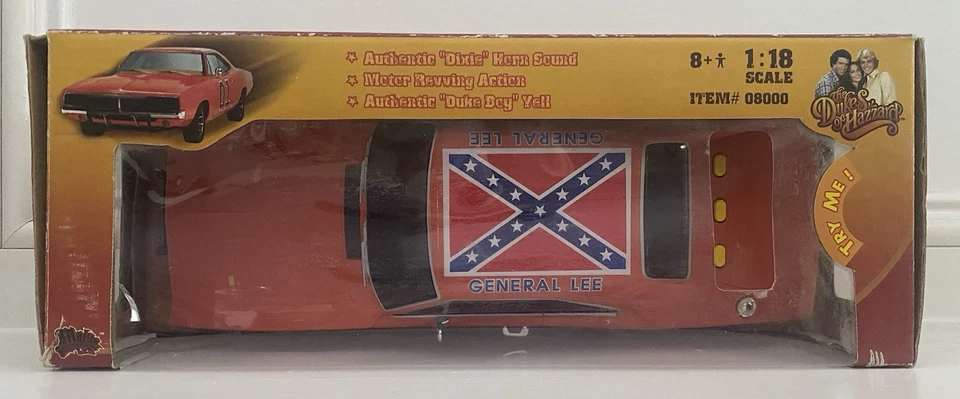 ★ Authentic "Dixie" Horn Sound
★ Motor Revving Action
★ Authentic "Duke Boy" Yell
8+
1:18
SCALE
ITEM# 08000
The
Dukes
of Hazzard
01
GENERAL LEE
GENERAL LEE
TRY ME!